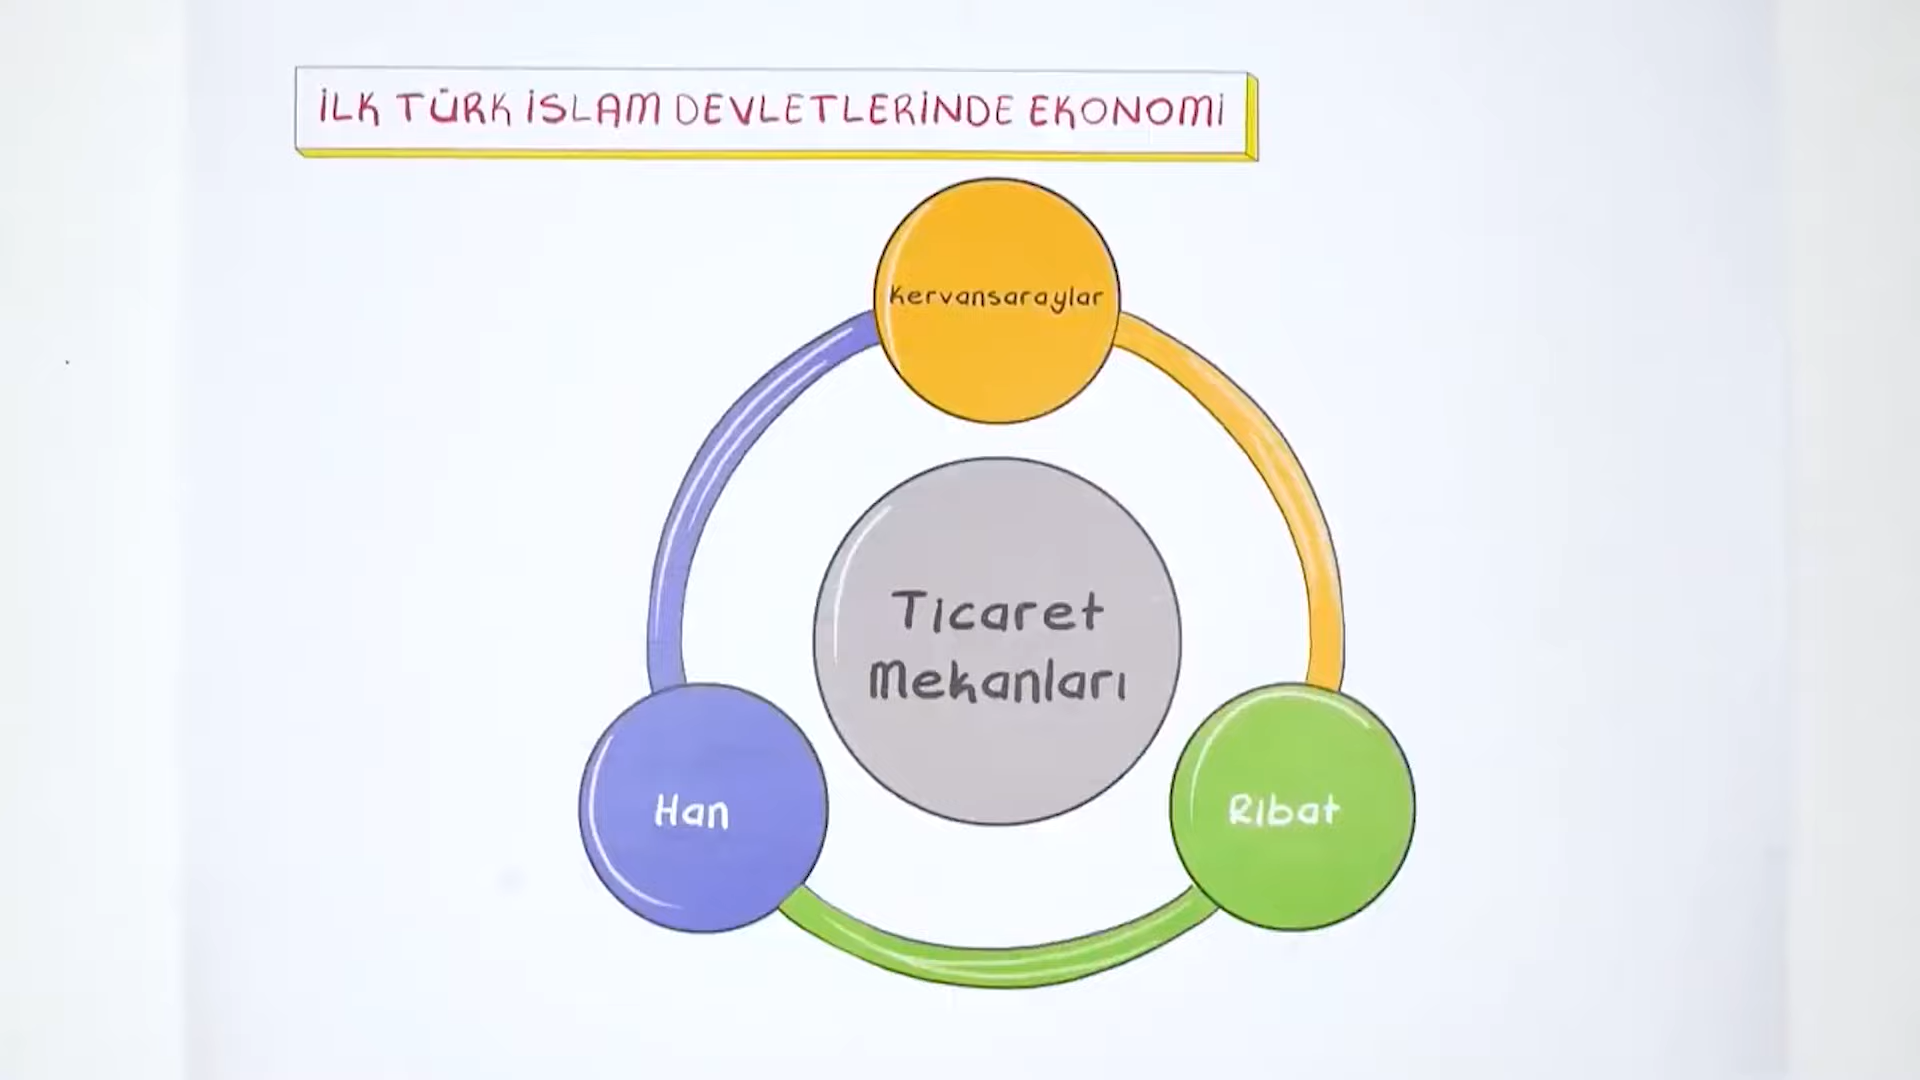 İLK TÜRK İSLAM DEVLETLERİNDE EKONOMİ
Kervansaraylar
Ticaret
Mekanları
Han
Ribat